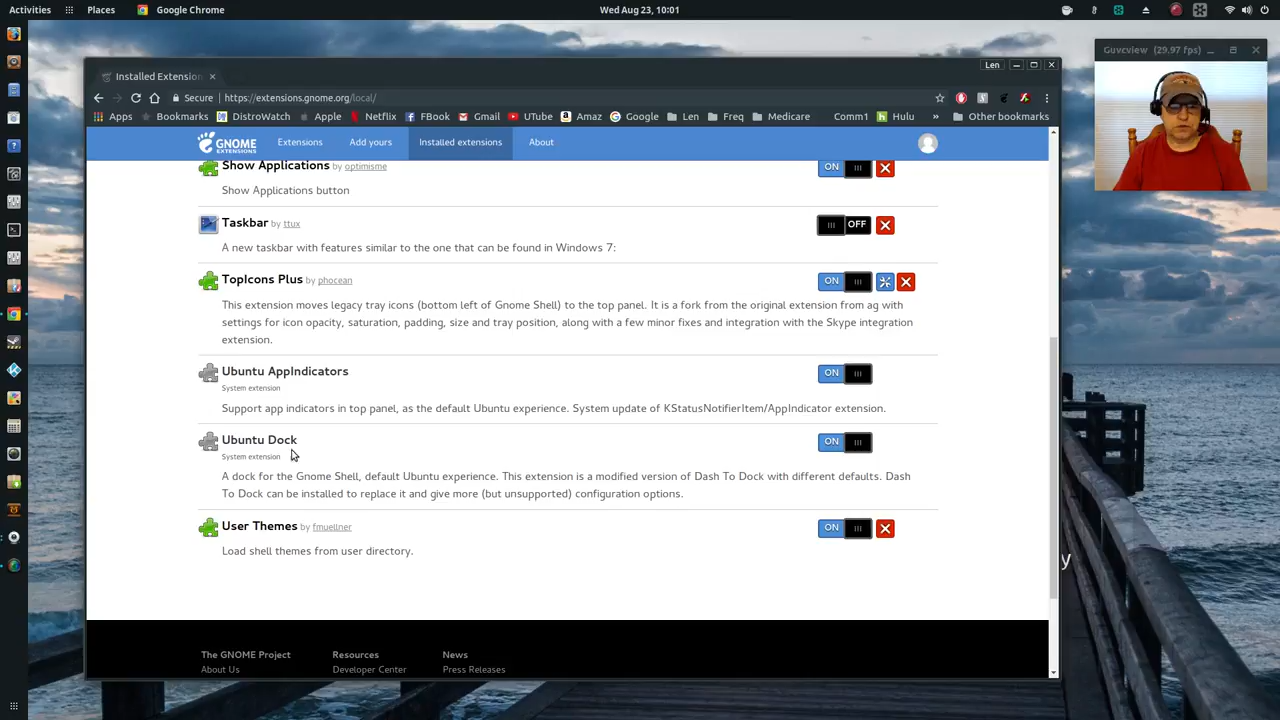 Activities Places Google Chrome Wed Aug 23, 10:01
Guvcview (29.97 fps)
Installed Extension Len
Secure https://extensions.gnome.org/local/
Apps Bookmarks DistroWatch Apple Netflix FBook Gmail YTube Amaz Google Len Freq Medicare Comm1 Hulu » Other bookmarks
GNOME EXTENSIONS Extensions Add yours Installed extensions About
Show Applications by optimisme ON
Show Applications button
Taskbar by ttux OFF
A new taskbar with features similar to the one that can be found in Windows 7:
TopIcons Plus by phocean ON
This extension moves legacy tray icons (bottom left of Gnome Shell) to the top panel. It is a fork from the original extension from ag with
settings for icon opacity, saturation, padding, size and tray position, along with a few minor fixes and integration with the Skype integration
extension.
Ubuntu AppIndicators ON
System extension
Support app indicators in top panel, as the default Ubuntu experience. System update of KStatusNotifierItem/AppIndicator extension.
Ubuntu Dock ON
System extension
A dock for the Gnome Shell, default Ubuntu experience. This extension is a modified version of Dash To Dock with different defaults. Dash
To Dock can be installed to replace it and give more (but unsupported) configuration options.
User Themes by fmuellner ON
Load shell themes from user directory.
y
The GNOME Project Resources News
About Us Developer Center Press Releases